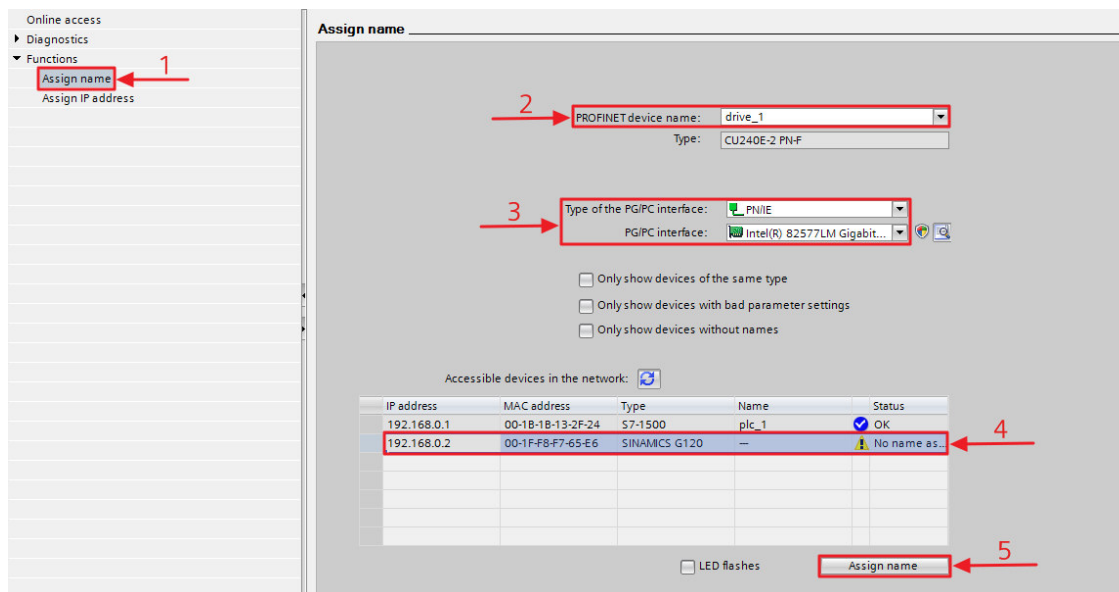 Online access
Diagnostics
Functions
Assign name
Assign IP address
1
Assign name
2
PROFINET device name: drive_1
Type: CU240E-2 PN-F
3
Type of the PG/PC interface: PN/IE
PG/PC interface: Intel(R) 82577LM Gigabit...
Only show devices of the same type
Only show devices with bad parameter settings
Only show devices without names
Accessible devices in the network:
IP address MAC address Type Name Status
192.168.0.1 00-1B-1B-13-2F-24 S7-1500 plc_1 OK
192.168.0.2 00-1F-F8-F7-65-E6 SINAMICS G120 — No name as...
4
LED flashes Assign name
5